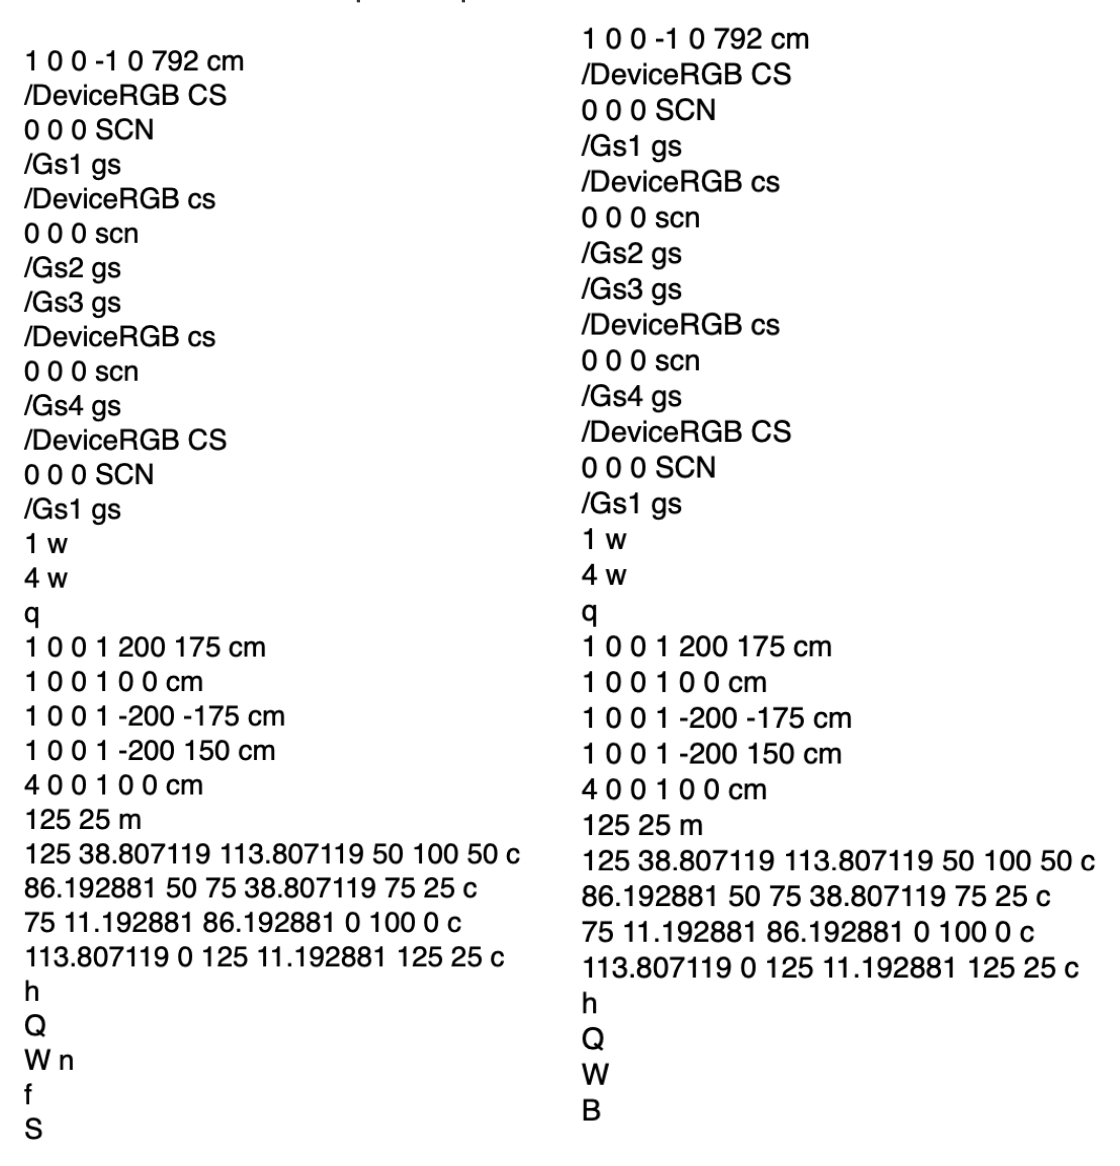 1 0 0 -1 0 792 cm
/DeviceRGB CS
0 0 0 SCN
/Gs1 gs
/DeviceRGB cs
0 0 0 scn
/Gs2 gs
/Gs3 gs
/DeviceRGB cs
0 0 0 scn
/Gs4 gs
/DeviceRGB CS
0 0 0 SCN
/Gs1 gs
1 w
4 w
q
1 0 0 1 200 175 cm
1 0 0 1 0 0 cm
1 0 0 1 -200 -175 cm
1 0 0 1 -200 150 cm
4 0 0 1 0 0 cm
125 25 m
125 38.807119 113.807119 50 100 50 c
86.192881 50 75 38.807119 75 25 c
75 11.192881 86.192881 0 100 0 c
113.807119 0 125 11.192881 125 25 c
h
Q
W n
f
S
1 0 0 -1 0 792 cm
/DeviceRGB CS
0 0 0 SCN
/Gs1 gs
/DeviceRGB cs
0 0 0 scn
/Gs2 gs
/Gs3 gs
/DeviceRGB cs
0 0 0 scn
/Gs4 gs
/DeviceRGB CS
0 0 0 SCN
/Gs1 gs
1 w
4 w
q
1 0 0 1 200 175 cm
1 0 0 1 0 0 cm
1 0 0 1 -200 -175 cm
1 0 0 1 -200 150 cm
4 0 0 1 0 0 cm
125 25 m
125 38.807119 113.807119 50 100 50 c
86.192881 50 75 38.807119 75 25 c
75 11.192881 86.192881 0 100 0 c
113.807119 0 125 11.192881 125 25 c
h
Q
W
B